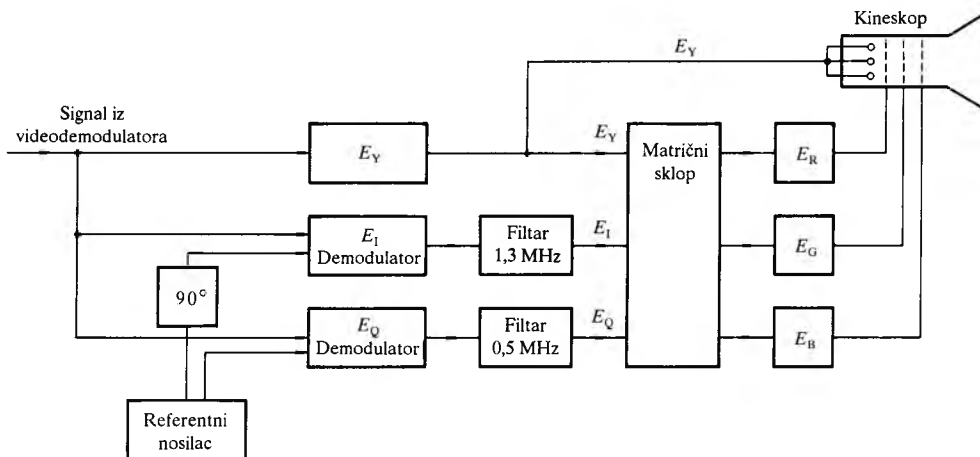 Kineskop
E_Y
Signal iz
videodemodulatora
E_Y
E_Y
Matrični
sklop
E_R
E_I
Demodulator
Filtar
1,3 MHz
E_I
E_G
90°
E_Q
Demodulator
Filtar
0,5 MHz
E_Q
E_B
Referentni
nosilac